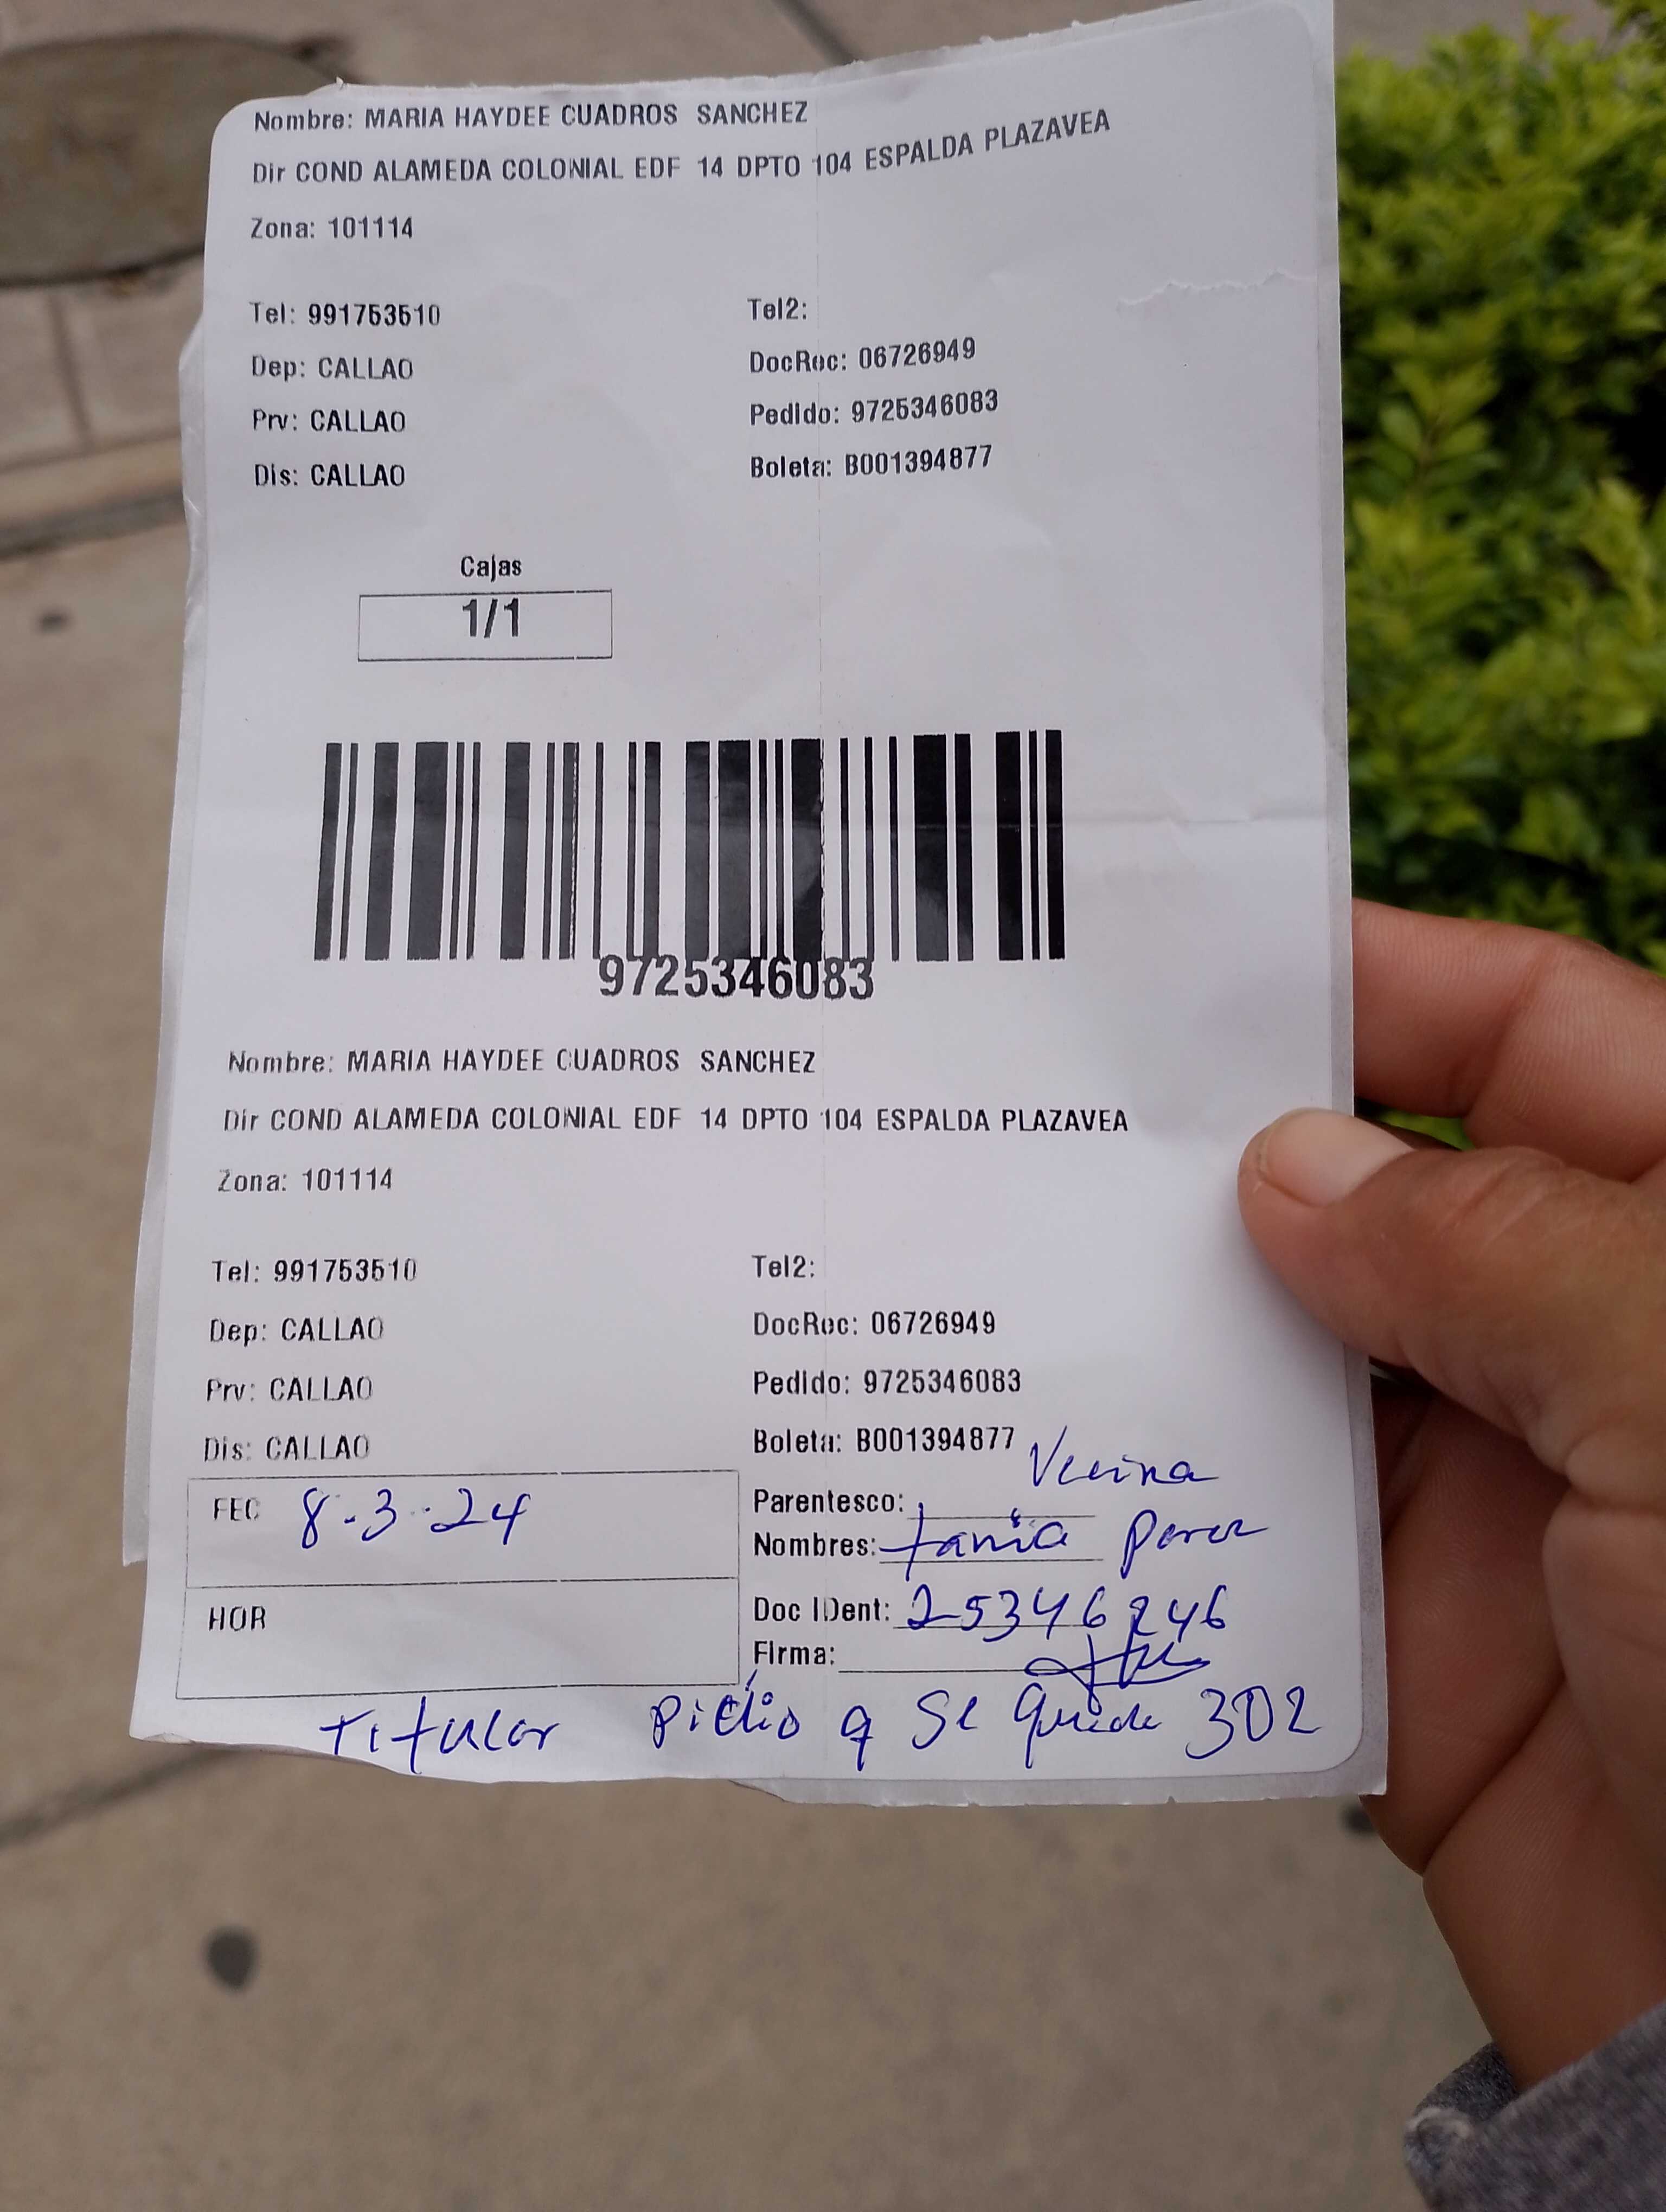 Nombre: MARIA HAYDEE CUADROS SANCHEZ
Dir COND ALAMEDA COLONIAL EDF 14 DPTO 104 ESPALDA PLAZAVEA
Zona: 101114
Tel: 991753510 Tel2:
Dep: CALLAO DocRec: 06726949
Prv: CALLAO Pedido: 9725346083
Dis: CALLAO Boleta: B001394877
Cajas
1/1
9725346083
Nombre: MARIA HAYDEE CUADROS SANCHEZ
Dir COND ALAMEDA COLONIAL EDF 14 DPTO 104 ESPALDA PLAZAVEA
Zona: 101114
Tel: 991753510 Tel2:
Dep: CALLAO DocRec: 06726949
Prv: CALLAO Pedido: 9725346083
Dis: CALLAO Boleta: B001394877
FEC 8-3-24 Parentesco: Vecina
Nombres: tania Perez
HOR Doc IDent: 25346246
Firma:
Titular Pidio q se quede 302